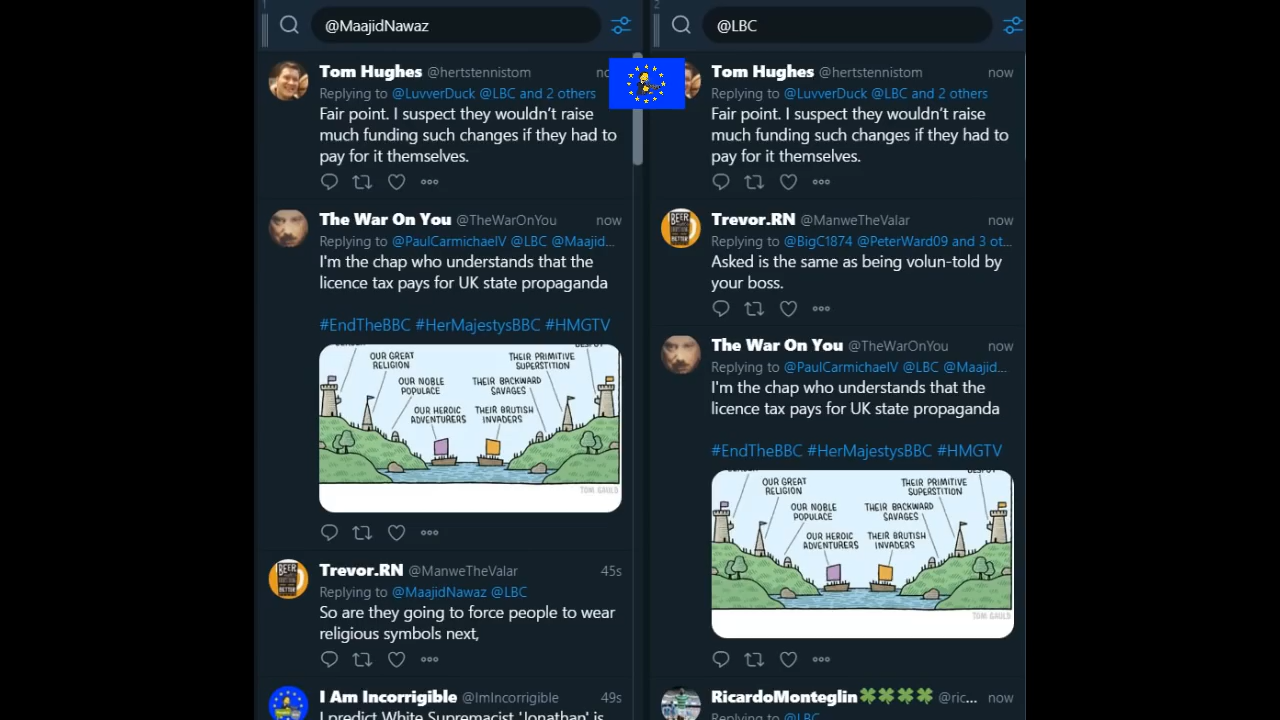 1
@MaajidNawaz
Tom Hughes @hertstennistom
Replying to @LuvverDuck @LBC and 2 others
Fair point. I suspect they wouldn’t raise
much funding such changes if they had to
pay for it themselves.
The War On You @TheWarOnYou now
Replying to @PaulCarmichaelV @LBC @Maajid...
I'm the chap who understands that the
licence tax pays for UK state propaganda
#EndTheBBC #HerMajestysBBC #HMGTV
OUR GREAT
RELIGION
THEIR PRIMITIVE
SUPERSTITION
OUR NOBLE
POPULACE
THEIR BACKWARD
SAVAGES
OUR HEROIC
ADVENTURERS
THEIR BRUTISH
INVADERS
TOM GAULD
Trevor.RN @ManweTheValar 45s
Replying to @MaajidNawaz @LBC
So are they going to force people to wear
religious symbols next,
I Am Incorrigible @ImIncorrigible 49s
I predict White Supremacist 'Jonathan' is
2
@LBC
Tom Hughes @hertstennistom now
Replying to @LuvverDuck @LBC and 2 others
Fair point. I suspect they wouldn’t raise
much funding such changes if they had to
pay for it themselves.
Trevor.RN @ManweTheValar now
Replying to @BigC1874 @PeterWard09 and 3 ot...
Asked is the same as being volun-told by
your boss.
The War On You @TheWarOnYou now
Replying to @PaulCarmichaelV @LBC @Maajid...
I'm the chap who understands that the
licence tax pays for UK state propaganda
#EndTheBBC #HerMajestysBBC #HMGTV
OUR GREAT
RELIGION
THEIR PRIMITIVE
SUPERSTITION
OUR NOBLE
POPULACE
THEIR BACKWARD
SAVAGES
OUR HEROIC
ADVENTURERS
THEIR BRUTISH
INVADERS
TOM GAULD
RicardoMonteglin🍀🍀🍀🍀 @ric... now
Replying to @LBC